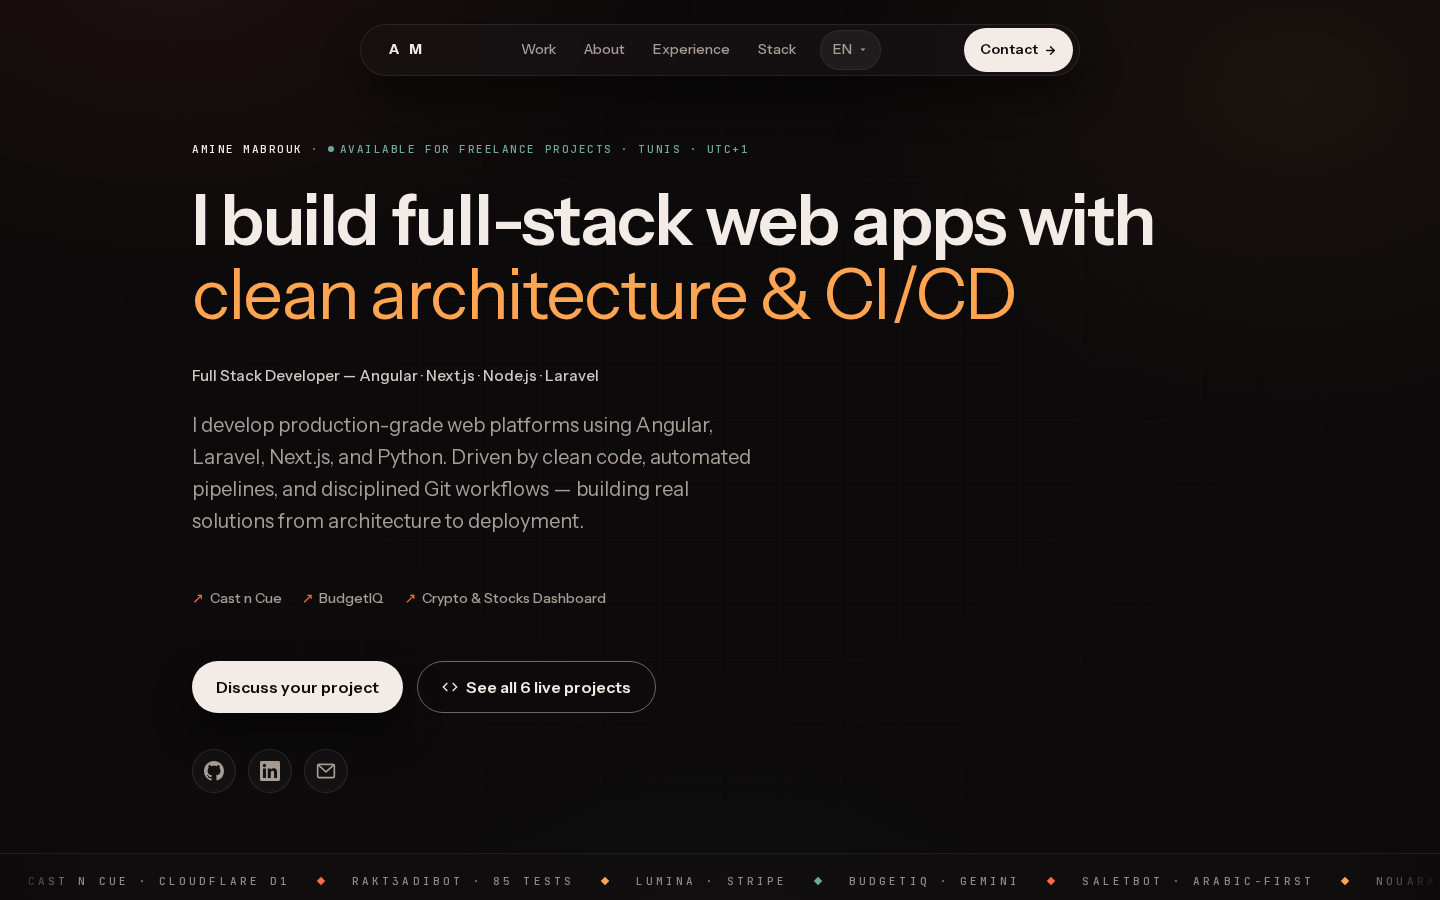 A M
Work
About
Experience
Stack
EN
Contact →
AMINE MABROUK · AVAILABLE FOR FREELANCE PROJECTS · TUNIS · UTC+1
I build full-stack web apps with
clean architecture & CI/CD
Full Stack Developer — Angular · Next.js · Node.js · Laravel
I develop production-grade web platforms using Angular,
Laravel, Next.js, and Python. Driven by clean code, automated
pipelines, and disciplined Git workflows — building real
solutions from architecture to deployment.
↗ Cast n Cue ↗ BudgetIQ ↗ Crypto & Stocks Dashboard
Discuss your project
See all 6 live projects
CAST N CUE · CLOUDFLARE D1 ◆ RAKT3ADIBOT · 85 TESTS ◆ LUMINA · STRIPE ◆ BUDGETIQ · GEMINI ◆ SALETBOT · ARABIC-FIRST ◆ NOUARA